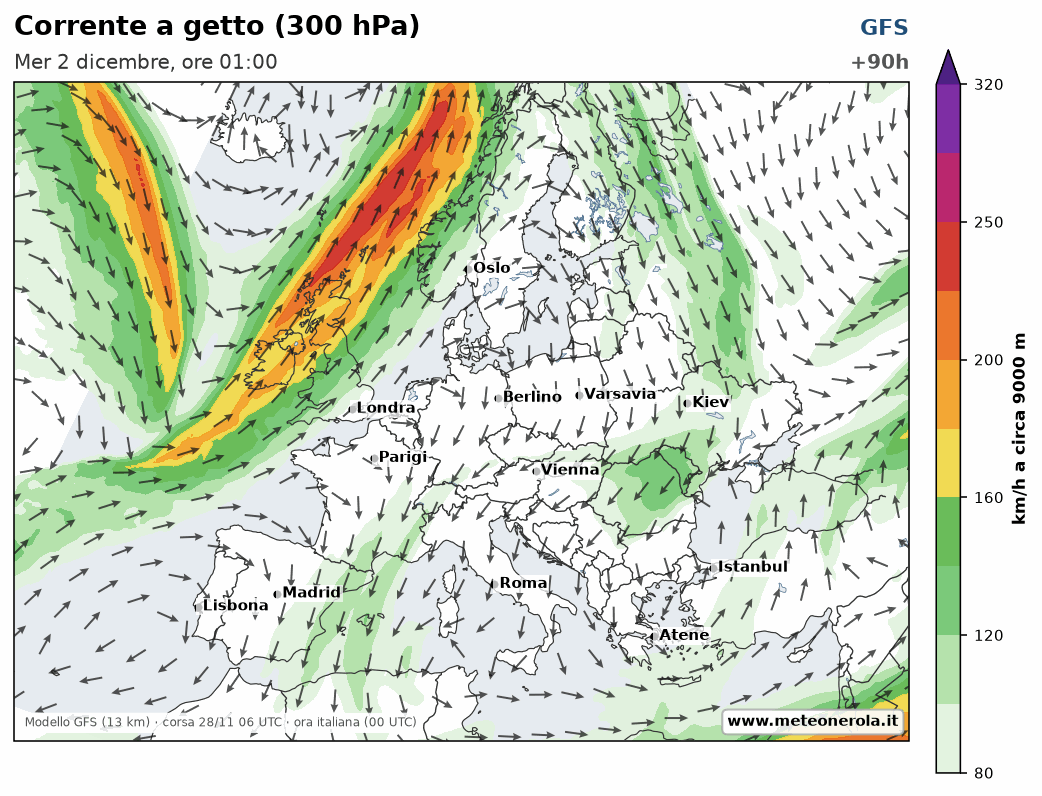 Corrente a getto (300 hPa)
GFS
Mer 2 dicembre, ore 01:00
+90h
320
250
200
160
120
80
km/h a circa 9000 m
Oslo
Berlino
Varsavia
Kiev
Londra
Parigi
Vienna
Istanbul
Roma
Madrid
Lisbona
Atene
Modello GFS (13 km) · corsa 28/11 06 UTC · ora italiana (00 UTC)
www.meteonerola.it